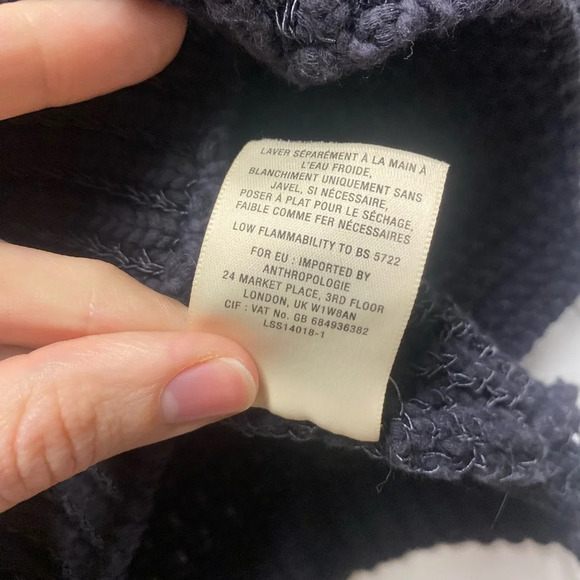 LAVER SÉPARÉMENT À LA MAIN À
L'EAU FROIDE,
BLANCHIMENT UNIQUEMENT SANS
JAVEL, SI NÉCESSAIRE,
POSER À PLAT POUR LE SÉCHAGE,
FAIBLE COMME FER NÉCESSAIRES
LOW FLAMMABILITY TO BS 5722
FOR EU : IMPORTED BY
ANTHROPOLOGIE
24 MARKET PLACE, 3RD FLOOR
LONDON, UK W1W8AN
CIF : VAT No. GB 684936382
LSS14018-1